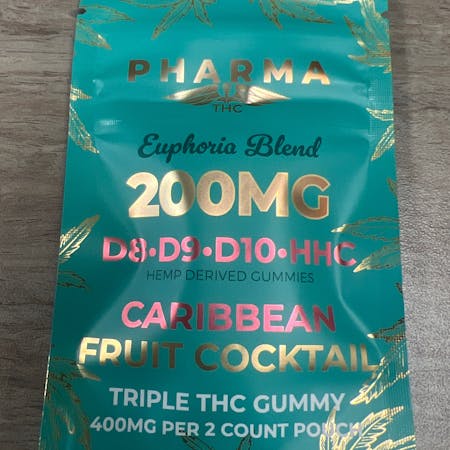 PHARMA
THC
Euphoria Blend
200MG
D8•D9•D10•HHC
HEMP DERIVED GUMMIES
CARIBBEAN
FRUIT COCKTAIL
TRIPLE THC GUMMY
400MG PER 2 COUNT POUCH